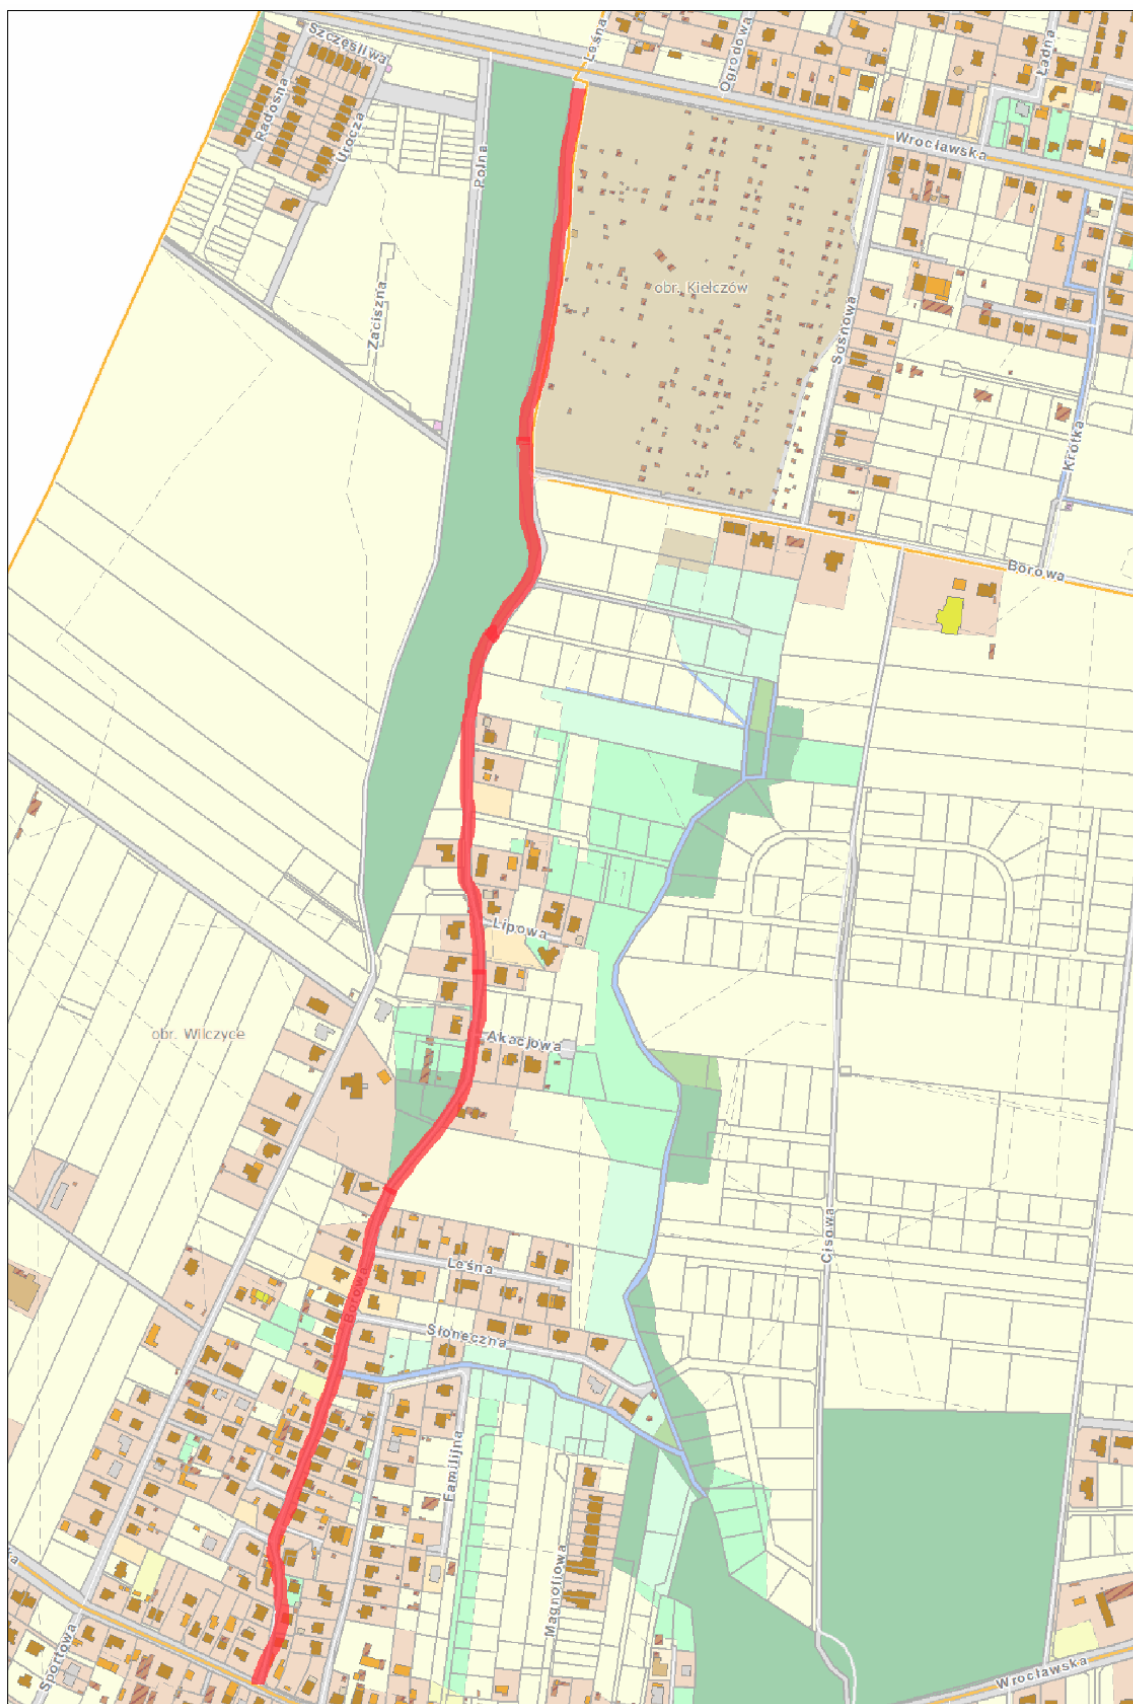 Szczęśliwa
Leśna
Ogrodowa
Ładna
Radosna
Urocza
Polna
Wrocławska
obr. Kiełczów
Zaciszna
Sosnowa
Krótka
Borowa
Lipowa
obr. Wilczyce
Akacjowa
Cisowa
Leśna
Borowa
Słoneczna
Familijna
Magnoliowa
Sportowa
Wrocławska